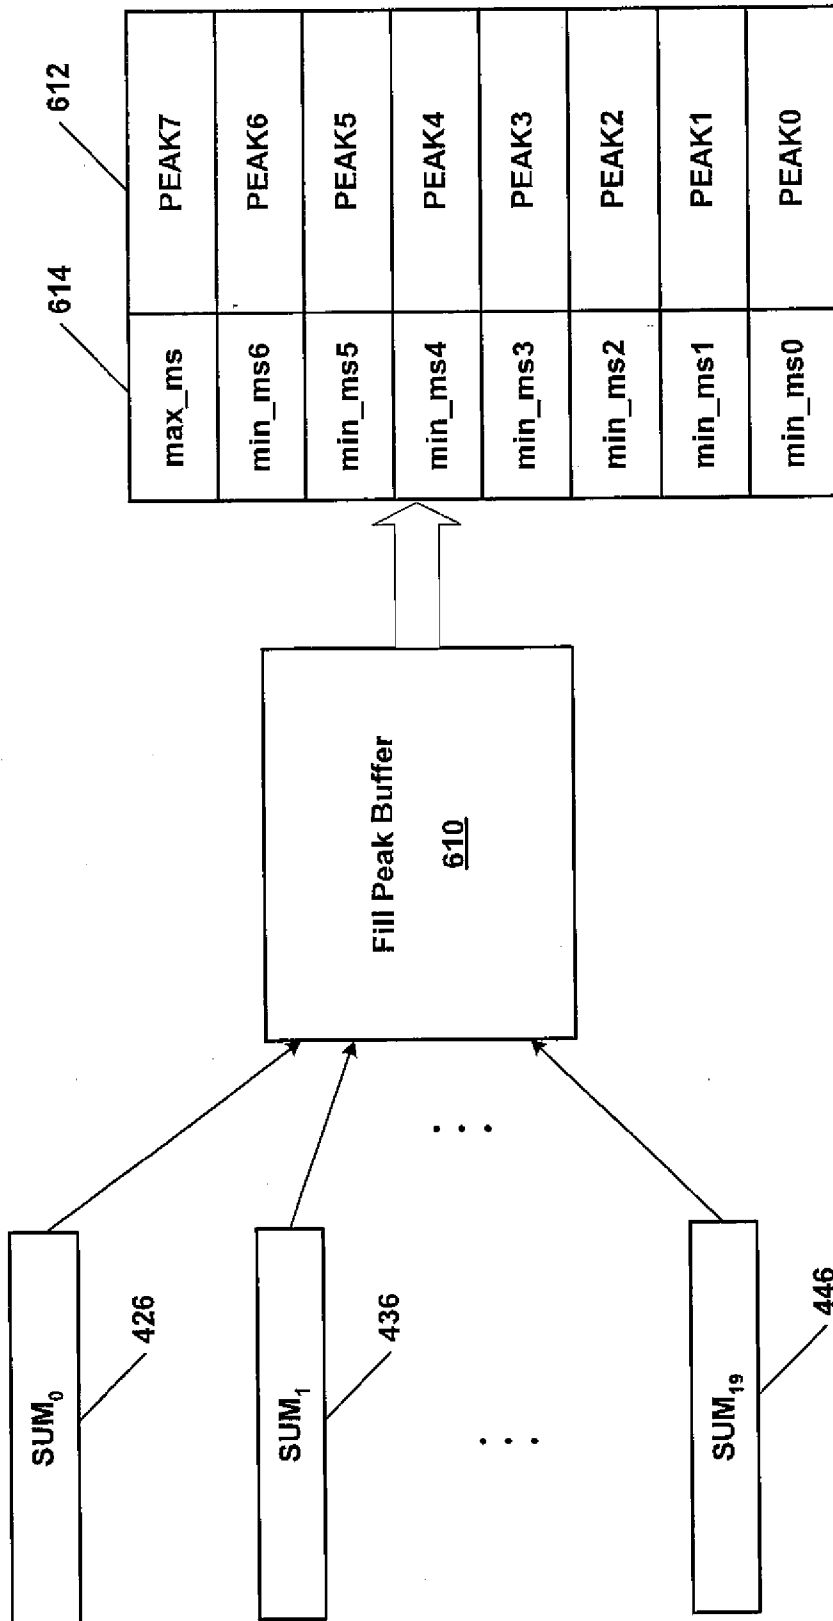 SUM0
426
SUM1
436
. . .
SUM19
446
. . .
Fill Peak Buffer
610
614
612
max_ms PEAK7
min_ms6 PEAK6
min_ms5 PEAK5
min_ms4 PEAK4
min_ms3 PEAK3
min_ms2 PEAK2
min_ms1 PEAK1
min_ms0 PEAK0